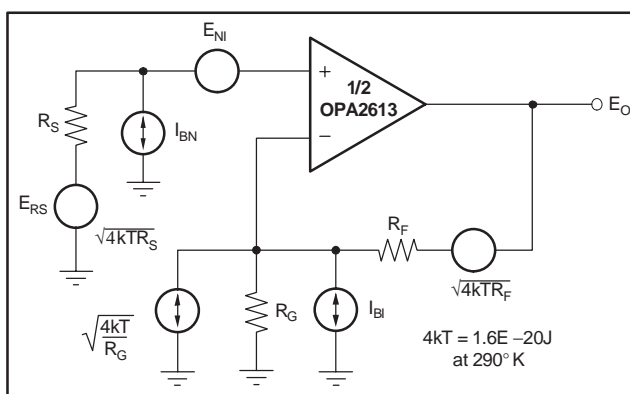 E_NI
+
1/2
OPA2613
−
E_O
R_S
I_BN
E_RS
√4kTR_S
R_F
√4kTR_F
√(4kT/R_G)
R_G
I_BI
4kT = 1.6E −20J
at 290° K